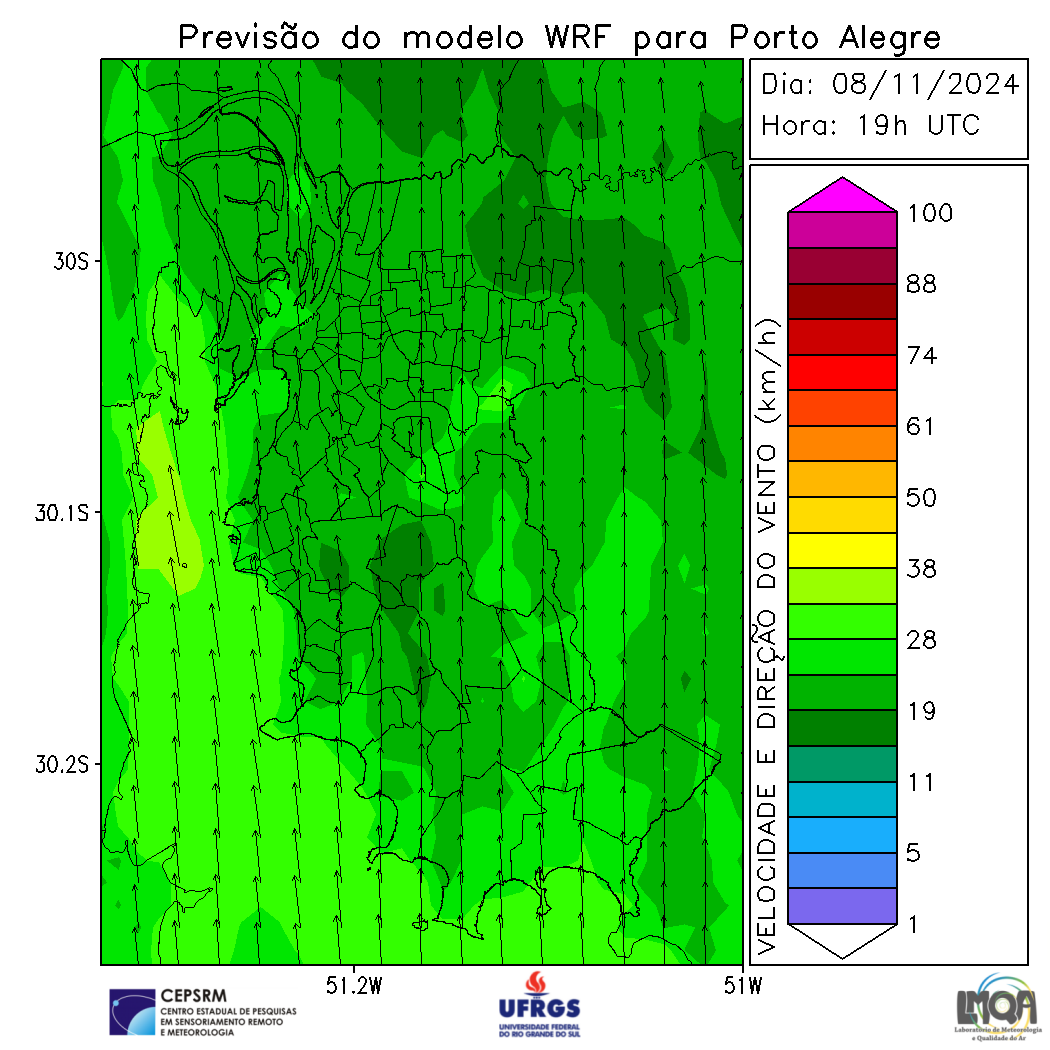 Previsão do modelo WRF para Porto Alegre
Dia: 08/11/2024
Hora: 19h UTC
30S
30.1S
30.2S
51.2W
51W
VELOCIDADE E DIREÇÃO DO VENTO (km/h)
100
88
74
61
50
38
28
19
11
5
1
CEPSRM
CENTRO ESTADUAL DE PESQUISAS
EM SENSORIAMENTO REMOTO
E METEOROLOGIA
UFRGS
UNIVERSIDADE FEDERAL
DO RIO GRANDE DO SUL
LMQA
Laboratório de Meteorologia
e Qualidade do Ar